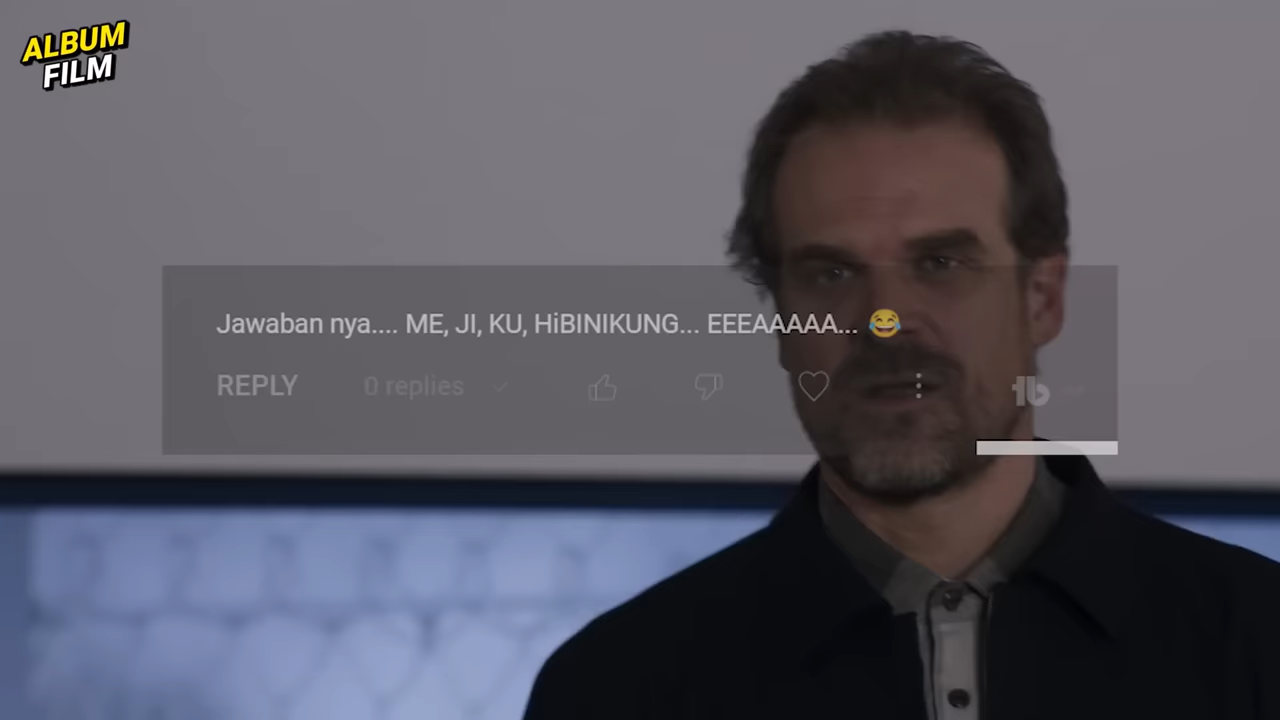 ALBUM
FILM
Jawaban nya.... ME, JI, KU, HiBINIKUNG... EEEAAAAA... 😂
REPLY 0 replies